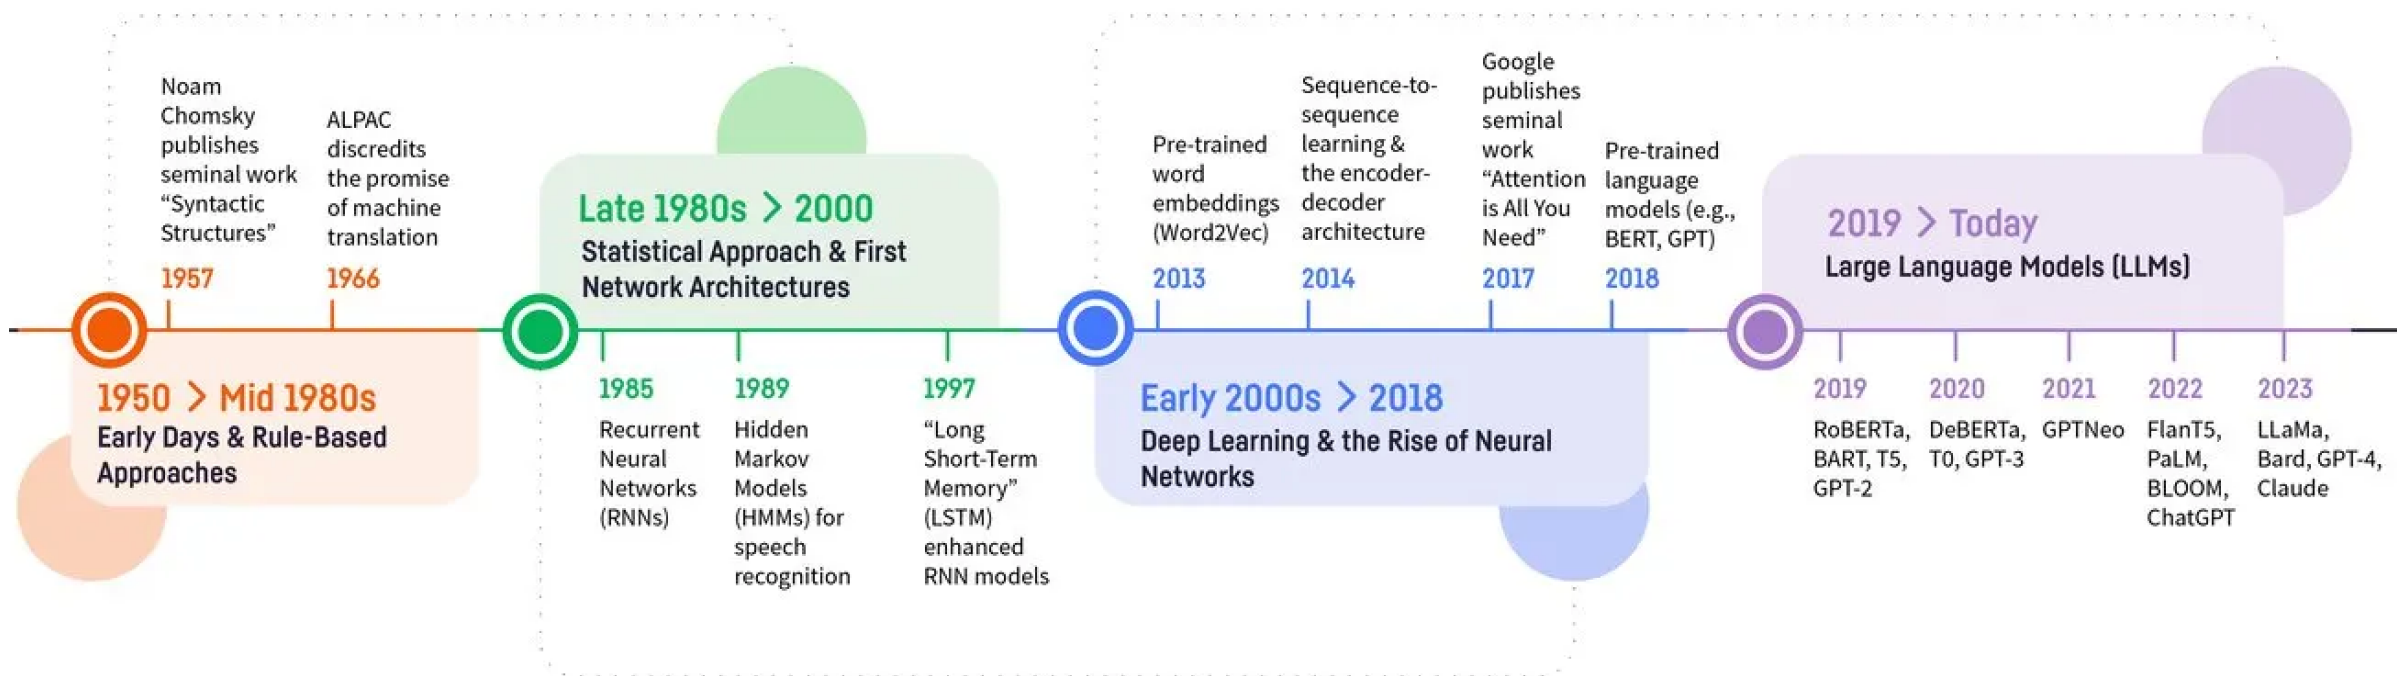 Noam
Chomsky
publishes
seminal work
“Syntactic
Structures”
1957
ALPAC
discredits
the promise
of machine
translation
1966
1950 > Mid 1980s
Early Days & Rule-Based
Approaches
Late 1980s > 2000
Statistical Approach & First
Network Architectures
1985
Recurrent
Neural
Networks
(RNNs)
1989
Hidden
Markov
Models
(HMMs) for
speech
recognition
1997
“Long
Short-Term
Memory”
(LSTM)
enhanced
RNN models
Pre-trained
word
embeddings
(Word2Vec)
2013
Sequence-to-
sequence
learning &
the encoder-
decoder
architecture
2014
Google
publishes
seminal
work
“Attention
is All You
Need”
2017
Pre-trained
language
models (e.g.,
BERT, GPT)
2018
Early 2000s > 2018
Deep Learning & the Rise of Neural
Networks
2019 > Today
Large Language Models (LLMs)
2019
RoBERTa,
BART, T5,
GPT-2
2020
DeBERTa,
T0, GPT-3
2021
GPTNeo
2022
FlanT5,
PaLM,
BLOOM,
ChatGPT
2023
LLaMa,
Bard, GPT-4,
Claude